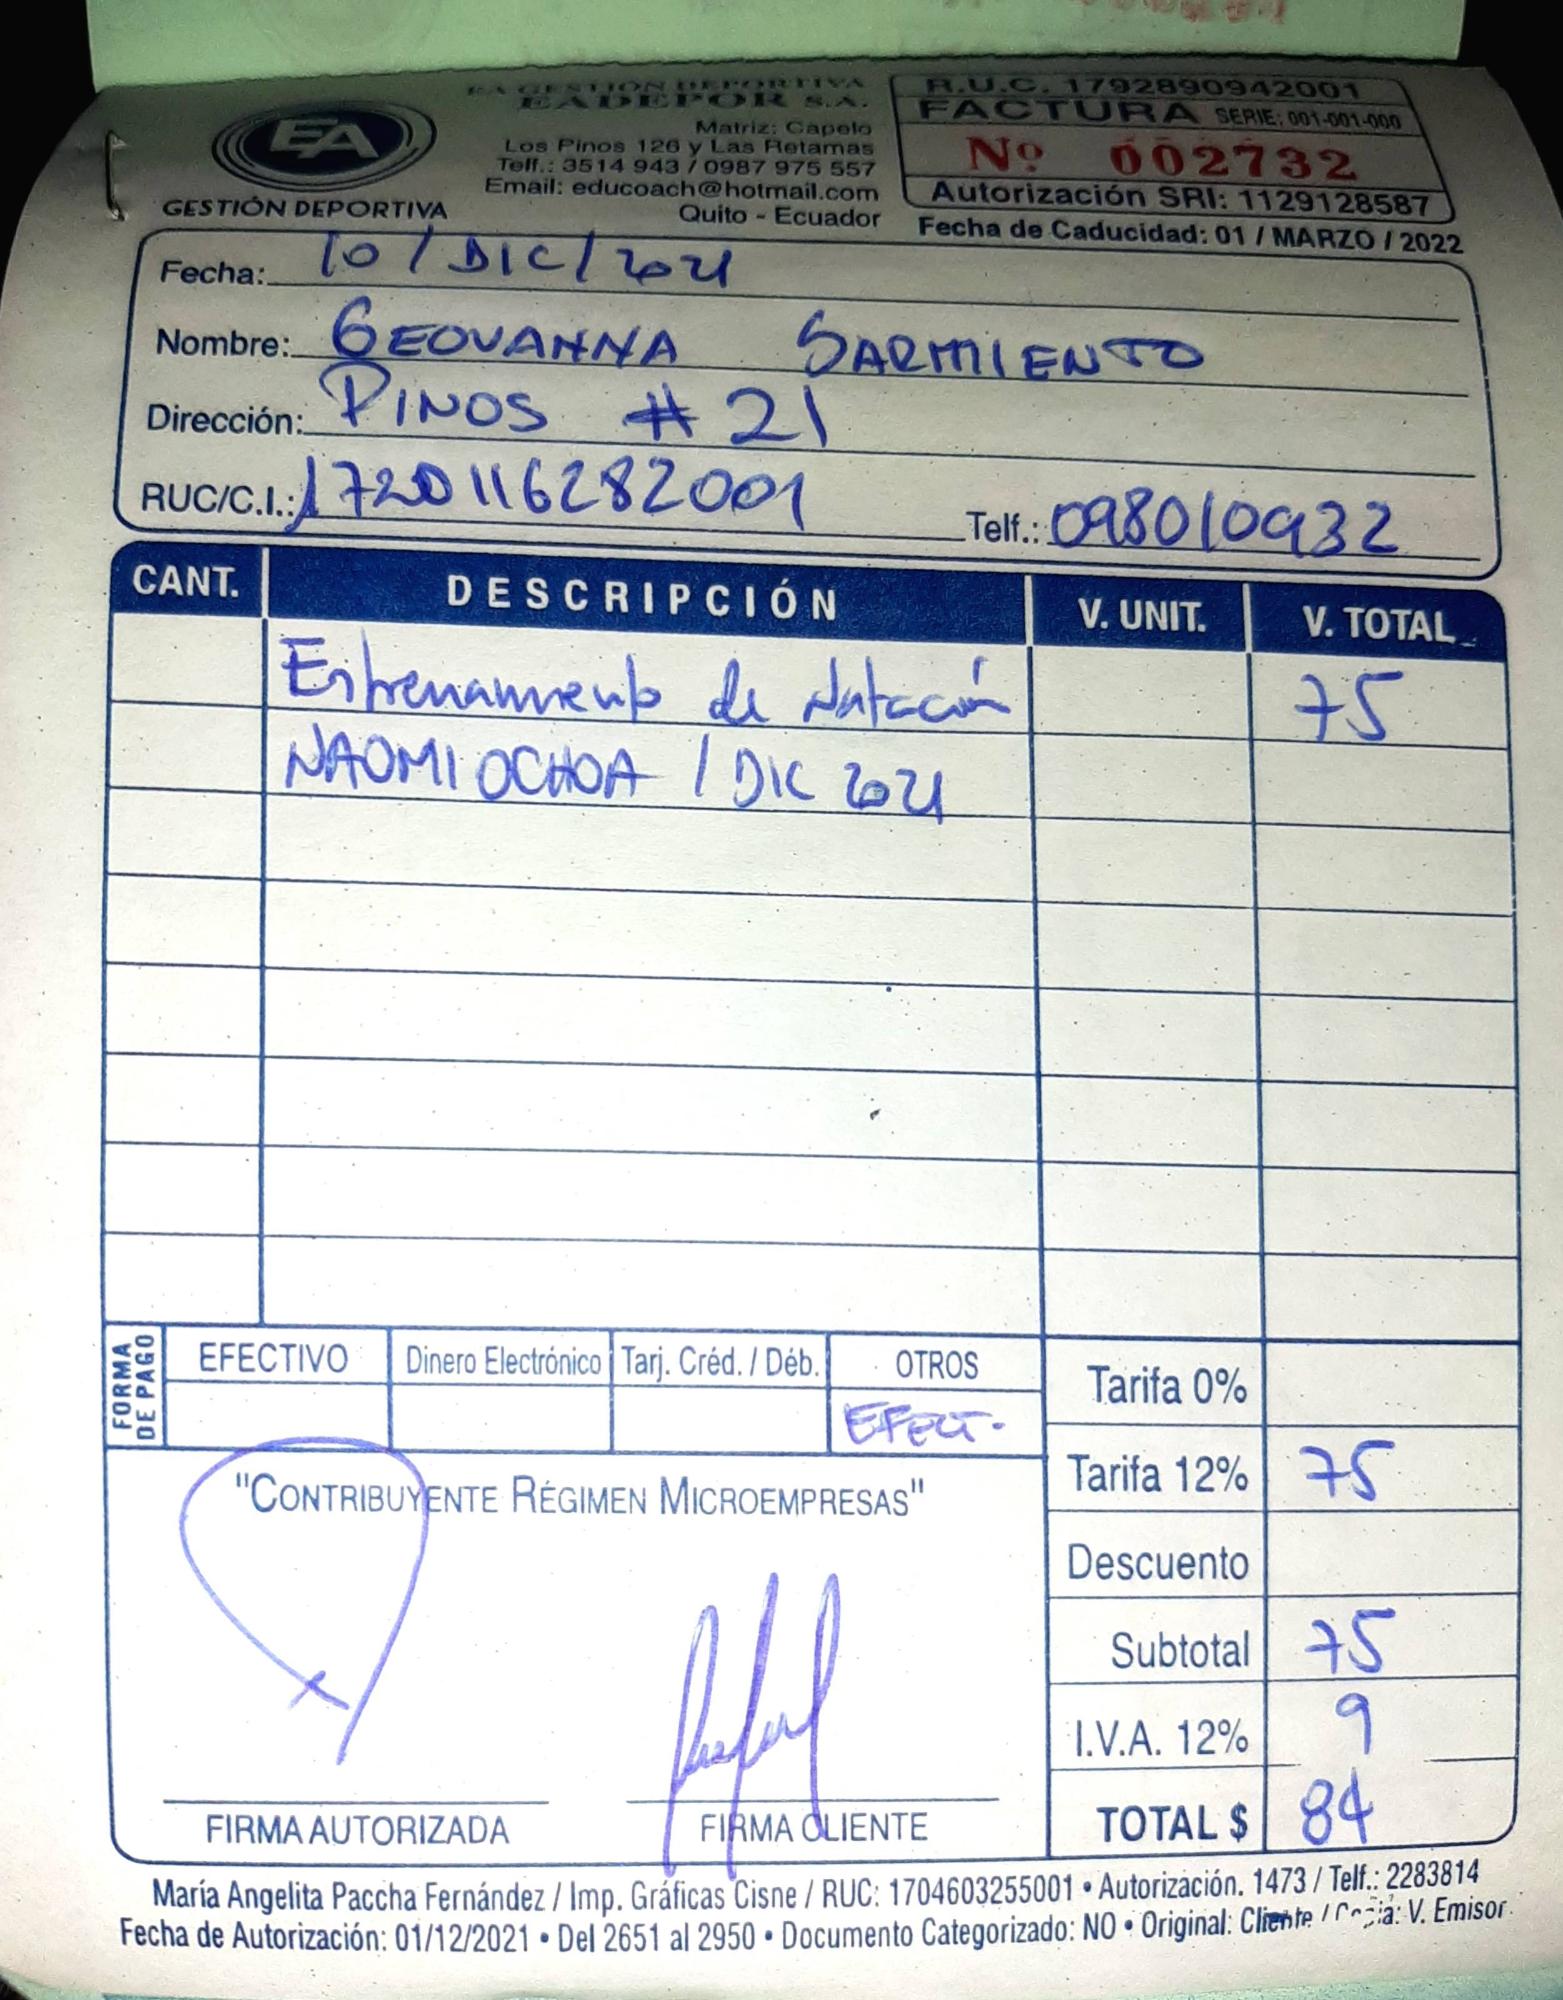 EA GESTIÓN DEPORTIVA
EADEPOR S.A.
Matriz: Capelo
Los Pinos 126 y Las Retamas
Telf.: 3514 943 / 0987 975 557
Email: educoach@hotmail.com
Quito - Ecuador
EA
GESTIÓN DEPORTIVA
R.U.C. 1792890942001
FACTURA SERIE: 001-001-000
Nº 002732
Autorización SRI: 1129128587
Fecha de Caducidad: 01 / MARZO / 2022
Fecha: 10 / DIC / 2021
Nombre: GEOVANNA SARMIENTO
Dirección: PINOS # 21
RUC/C.I.: 1720116282001 Telf.: 098010932
CANT. DESCRIPCIÓN V. UNIT. V. TOTAL
Entrenamiento de Natación 75
NAOMI OCHOA / DIC 2021
FORMA DE PAGO
EFECTIVO Dinero Electrónico Tarj. Créd. / Déb. OTROS
EFECT.
Tarifa 0%
Tarifa 12% 75
Descuento
Subtotal 75
I.V.A. 12% 9
TOTAL $ 84
"CONTRIBUYENTE RÉGIMEN MICROEMPRESAS"
FIRMA AUTORIZADA FIRMA CLIENTE
María Angelita Paccha Fernández / Imp. Gráficas Cisne / RUC: 1704603255001 • Autorización. 1473 / Telf.: 2283814
Fecha de Autorización: 01/12/2021 • Del 2651 al 2950 • Documento Categorizado: NO • Original: Cliente / Copia: V. Emisor